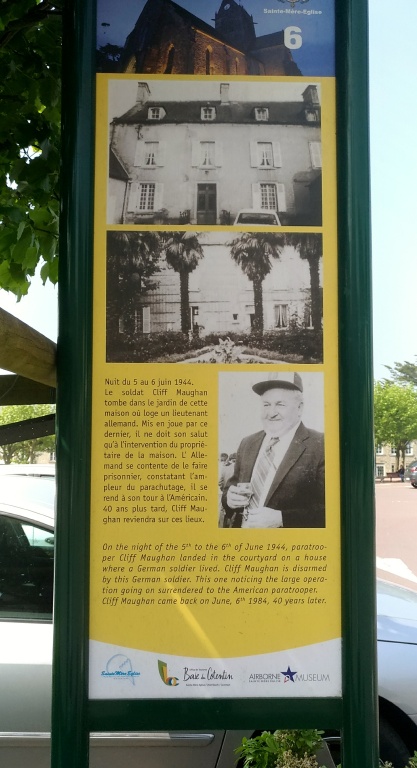 Sainte-Mère-Eglise
6
Nuit du 5 au 6 juin 1944.
Le soldat Cliff Maughan
tombe dans le jardin de cette
maison où loge un lieutenant
allemand. Mis en joue par ce
dernier, il ne doit son salut
qu'à l'intervention du proprié-
taire de la maison. L' Alle-
mand se contente de le faire
prisonnier, constatant l'am-
pleur du parachutage, il se
rend à son tour à l'Américain.
40 ans plus tard, Cliff Mau-
ghan reviendra sur ces lieux.
On the night of the 5th to the 6th of June 1944, paratroo-
per Cliff Maughan landed in the courtyard on a house
where a German soldier lived. Cliff Maughan is disarmed
by this German soldier. This one noticing the large opera-
tion going on surrendered to the American paratrooper.
Cliff Maughan came back on June, 6th 1984, 40 years later.
Sainte Mère Eglise
Baie du Cotentin
AIRBORNE MUSEUM
SAINTE-MERE-EGLISE